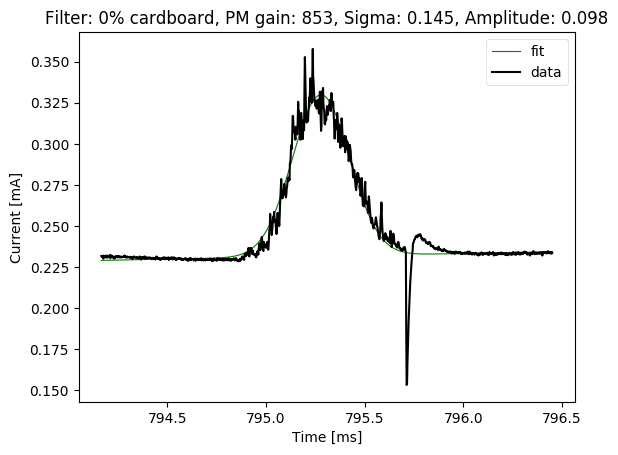 Filter: 0% cardboard, PM gain: 853, Sigma: 0.145, Amplitude: 0.098
fit
data
0.350
0.325
0.300
0.275
0.250
0.225
0.200
0.175
0.150
Current [mA]
794.5 795.0 795.5 796.0 796.5
Time [ms]